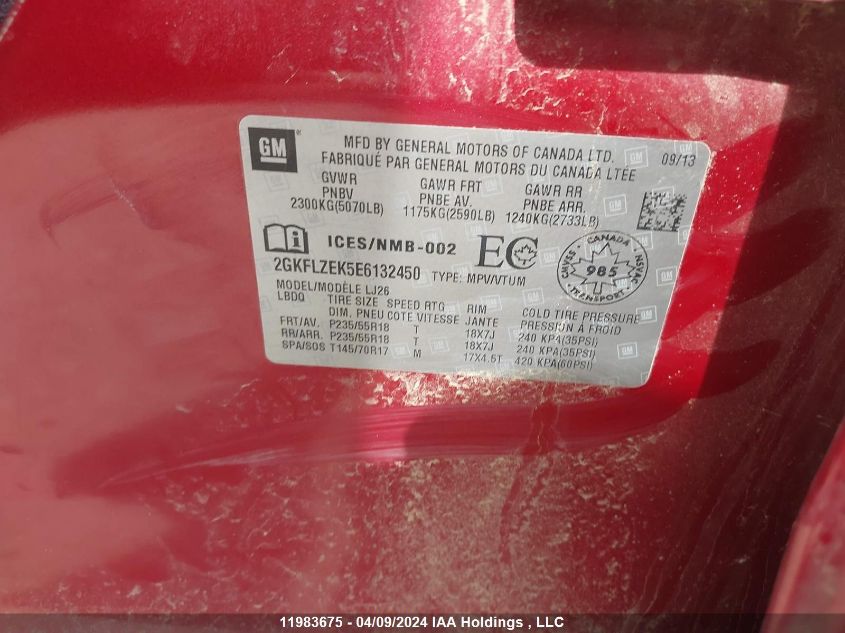 GM
MFD BY GENERAL MOTORS OF CANADA LTD. 09/13
FABRIQUÉ PAR GENERAL MOTORS DU CANADA LTÉE
GVWR GAWR FRT GAWR RR
PNBV PNBE AV. PNBE ARR.
2300KG(5070LB) 1175KG(2590LB) 1240KG(2733LB)
ICES/NMB-002 EC
CANADA
CMVSS 985 NSVAC
TRANSPORT
2GKFLZEK5E6132450 TYPE: MPV/VTUM
MODEL/MODÈLE LJ26
LBDQ TIRE SIZE SPEED RTG RIM COLD TIRE PRESSURE
DIM. PNEU COTE VITESSE JANTE PRESSION À FROID
FRT/AV. P235/55R18 T 18X7J 240 KPA(35PSI)
RR/ARR. P235/55R18 T 18X7J 240 KPA(35PSI)
SPA/SOS T145/70R17 M 17X4.5T 420 KPA(60PSI)
11983675 - 04/09/2024 IAA Holdings , LLC